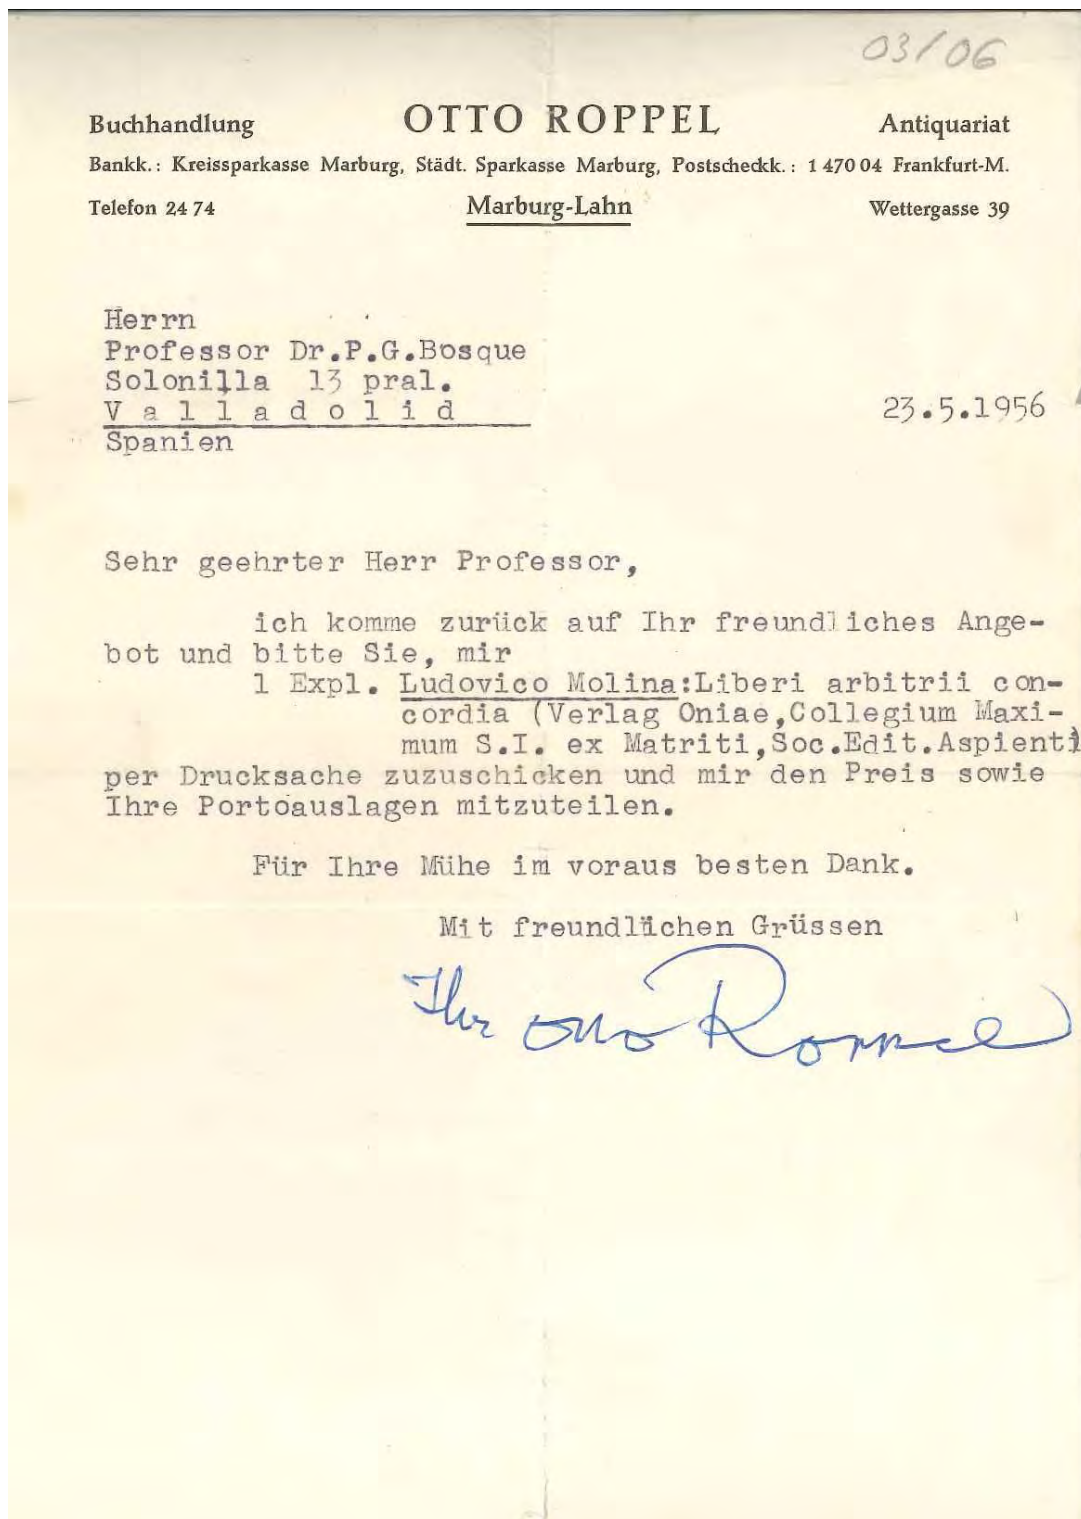 03/06
Buchhandlung OTTO ROPPEL Antiquariat
Bankk.: Kreissparkasse Marburg, Städt. Sparkasse Marburg, Postscheckk.: 1 470 04 Frankfurt-M.
Telefon 24 74 Marburg-Lahn Wettergasse 39
Herrn
Professor Dr.P.G.Bosque
Solonilla 13 pral.
V a l l a d o l i d 23.5.1956
Spanien
Sehr geehrter Herr Professor,
ich komme zurück auf Ihr freundliches Ange-
bot und bitte Sie, mir
1 Expl. Ludovico Molina:Liberi arbitrii con-
cordia (Verlag Oniae,Collegium Maxi-
mum S.I. ex Matriti,Soc.Edit.Aspienti)
per Drucksache zuzuschicken und mir den Preis sowie
Ihre Portoauslagen mitzuteilen.
Für Ihre Mühe im voraus besten Dank.
Mit freundlichen Grüssen
Ihr Otto Roppel